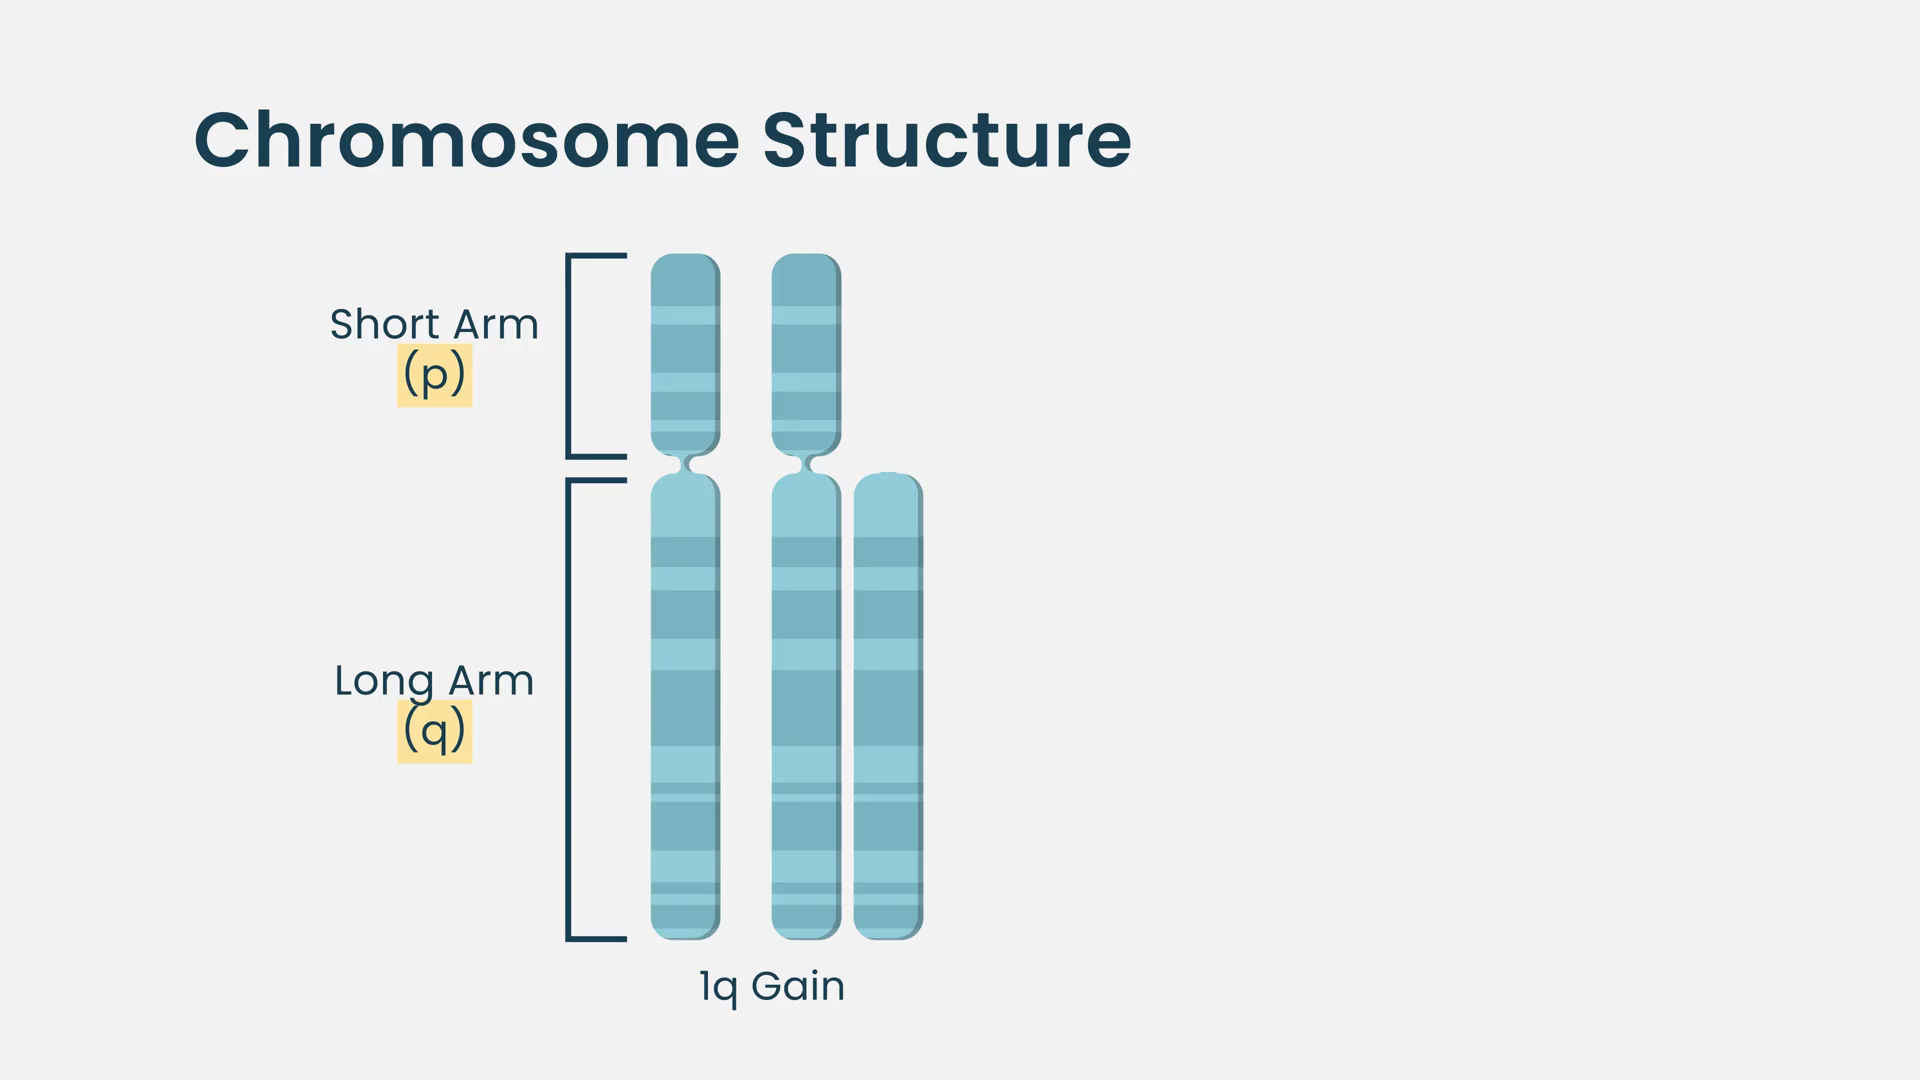 Chromosome Structure
Short Arm
(p)
Long Arm
(q)
1q Gain